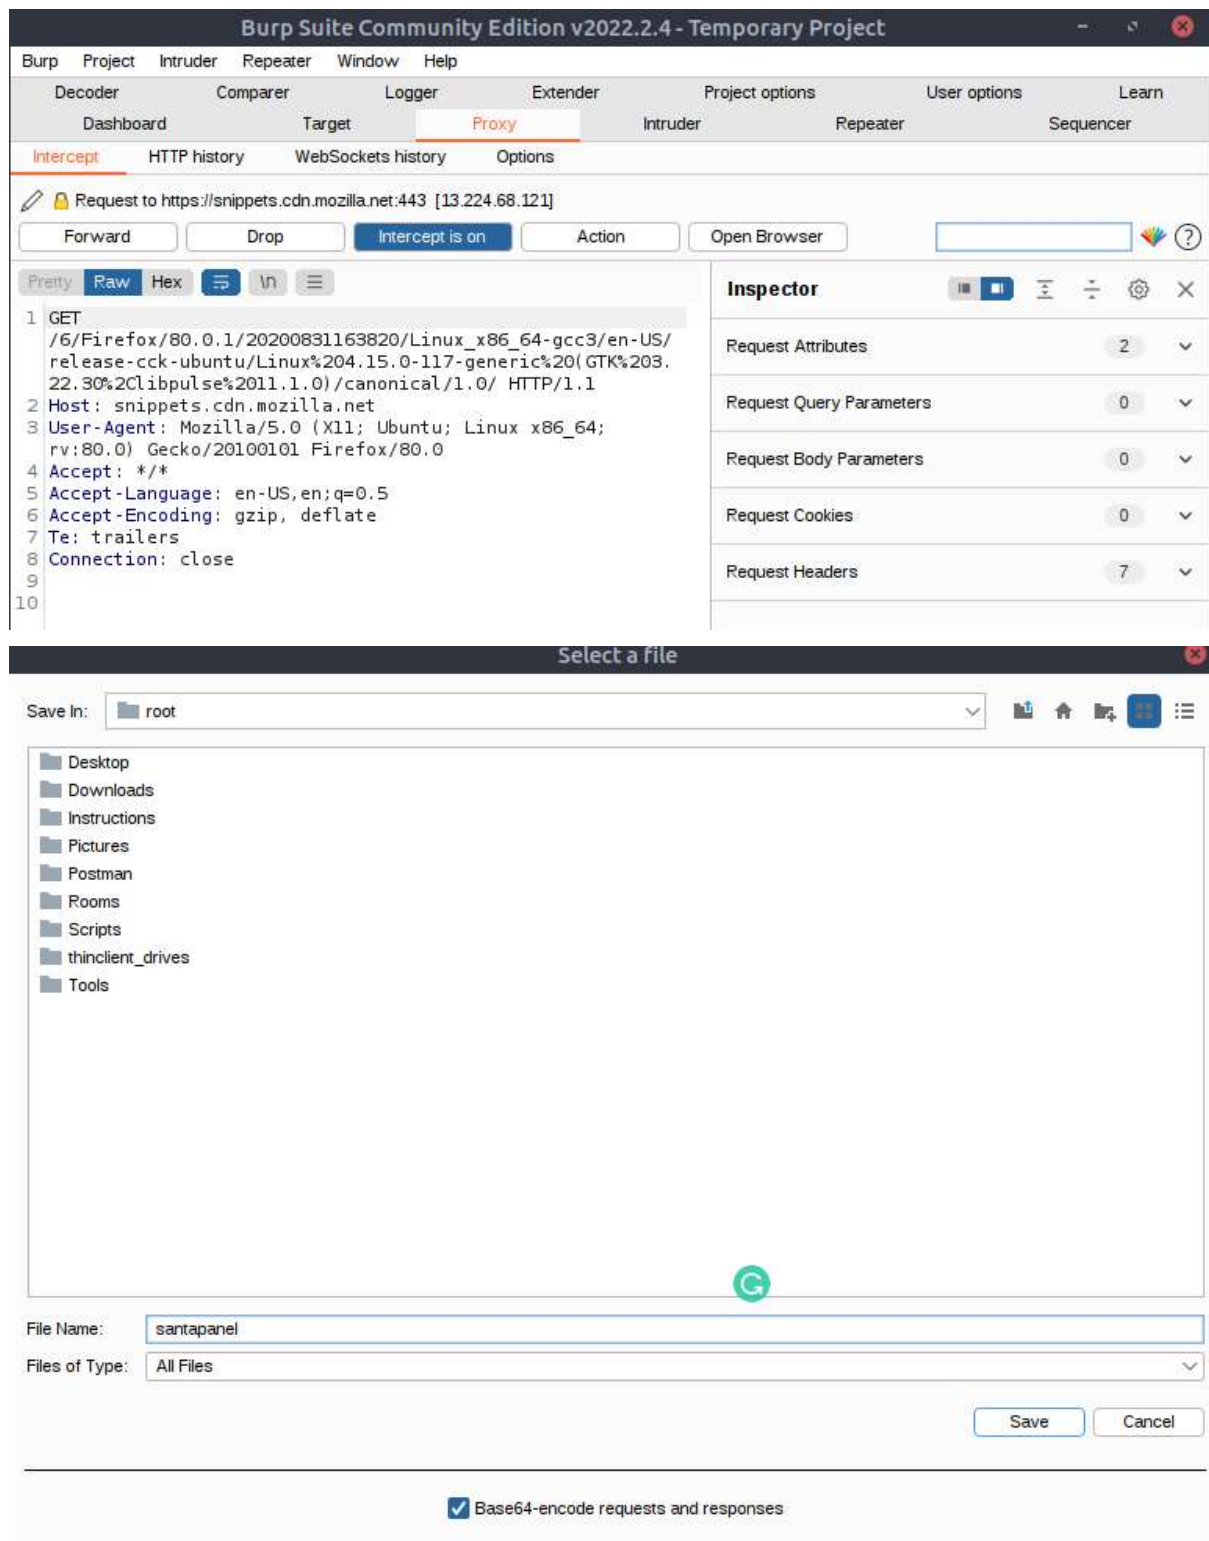 Burp Suite Community Edition v2022.2.4 - Temporary Project
Burp Project Intruder Repeater Window Help
Decoder Comparer Logger Extender Project options User options Learn
Dashboard Target Proxy Intruder Repeater Sequencer
Intercept HTTP history WebSockets history Options
Request to https://snippets.cdn.mozilla.net:443 [13.224.68.121]
Forward Drop Intercept is on Action Open Browser ?
Pretty Raw Hex \n Inspector
1 GET
/6/Firefox/80.0.1/20200831163820/Linux_x86_64-gcc3/en-US/
release-cck-ubuntu/Linux%204.15.0-117-generic%20(GTK%203.
22.30%2Clibpulse%2011.1.0)/canonical/1.0/ HTTP/1.1
2 Host: snippets.cdn.mozilla.net
3 User-Agent: Mozilla/5.0 (X11; Ubuntu; Linux x86_64;
rv:80.0) Gecko/20100101 Firefox/80.0
4 Accept: */*
5 Accept-Language: en-US,en;q=0.5
6 Accept-Encoding: gzip, deflate
7 Te: trailers
8 Connection: close
9
10
Request Attributes 2
Request Query Parameters 0
Request Body Parameters 0
Request Cookies 0
Request Headers 7
Select a file
Save In: root
Desktop
Downloads
Instructions
Pictures
Postman
Rooms
Scripts
thinclient_drives
Tools
File Name: santapanel
Files of Type: All Files
Save Cancel
Base64-encode requests and responses